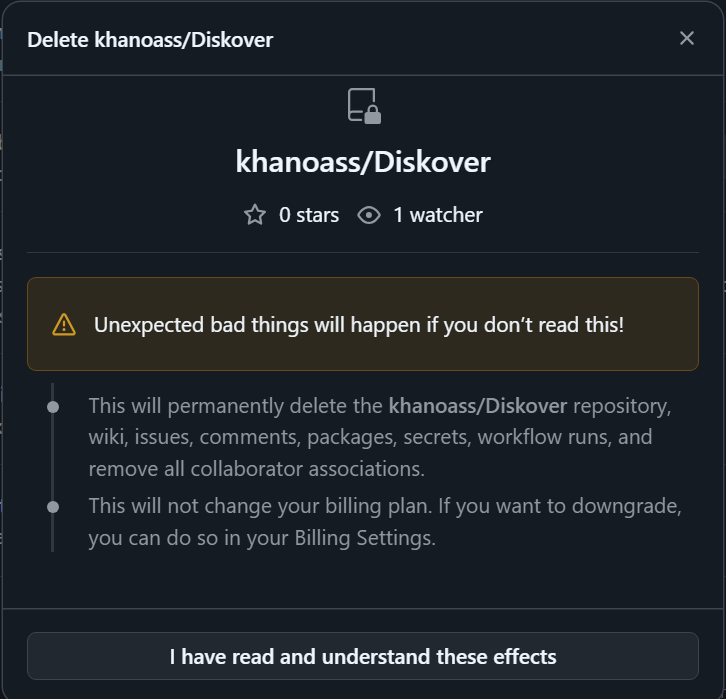 Delete khanoass/Diskover
khanoass/Diskover
0 stars 1 watcher
Unexpected bad things will happen if you don’t read this!
This will permanently delete the khanoass/Diskover repository,
wiki, issues, comments, packages, secrets, workflow runs, and
remove all collaborator associations.
This will not change your billing plan. If you want to downgrade,
you can do so in your Billing Settings.
I have read and understand these effects